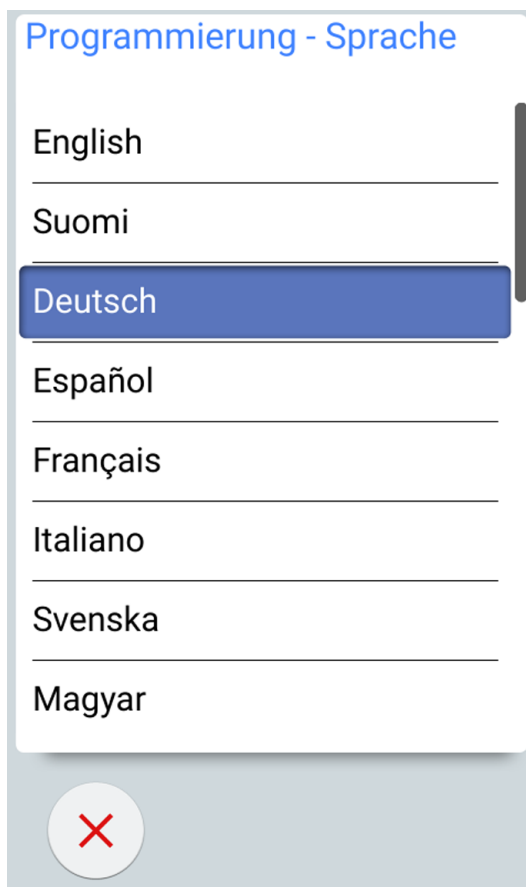 Programmierung - Sprache
English
Suomi
Deutsch
Español
Français
Italiano
Svenska
Magyar